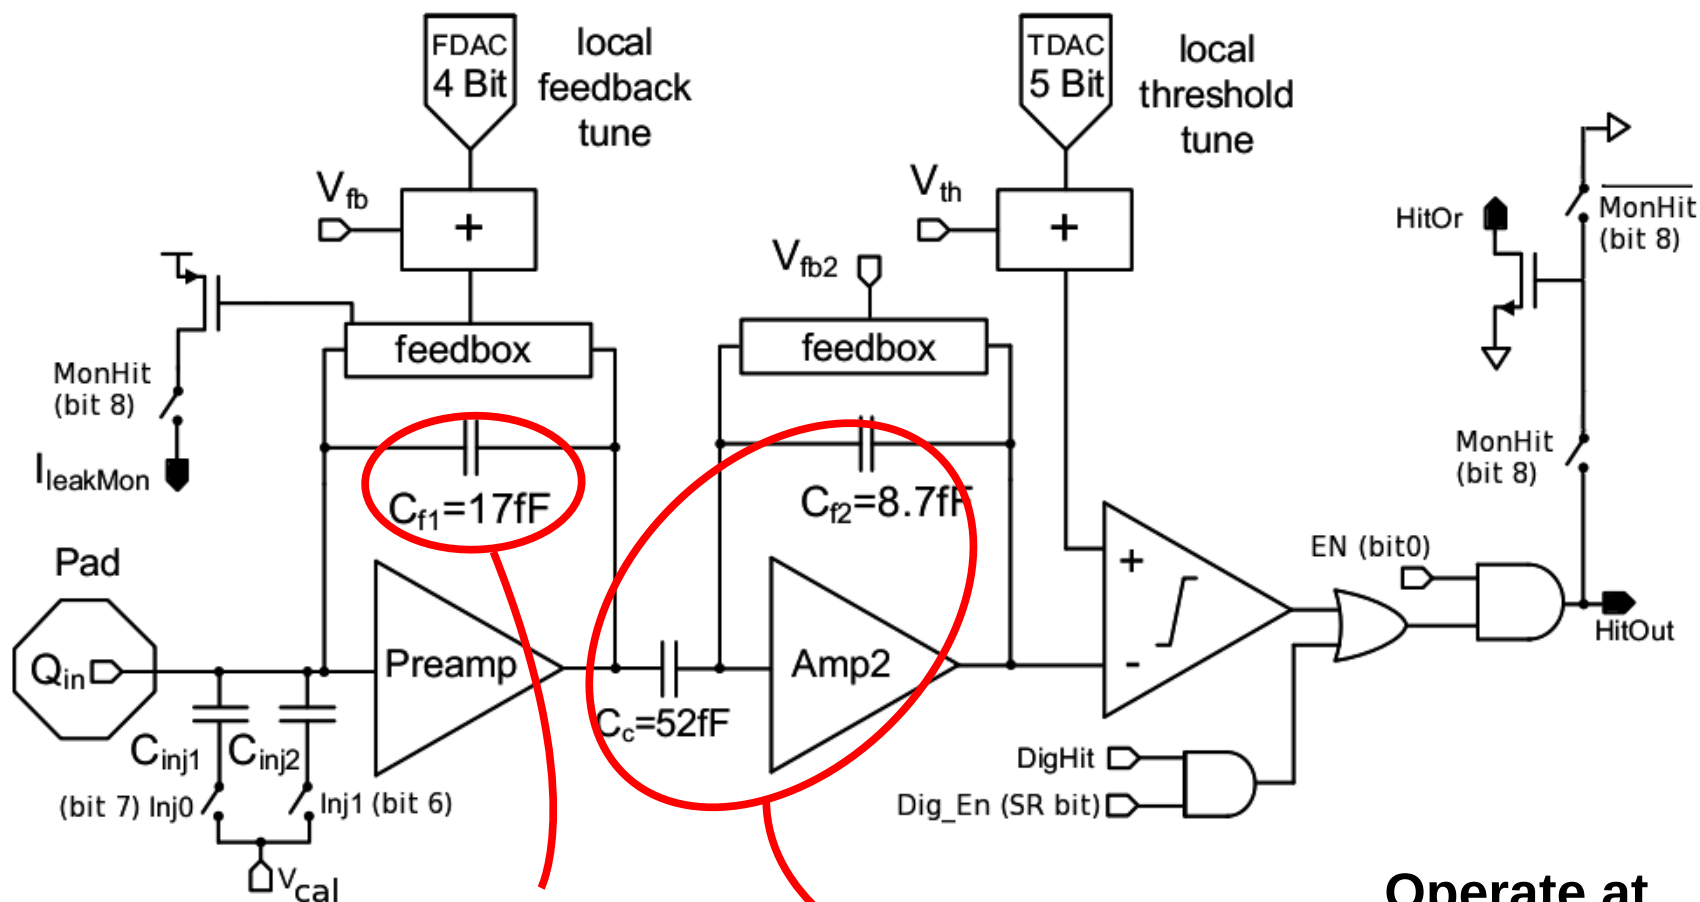 FDAC
4 Bit
local
feedback
tune
TDAC
5 Bit
local
threshold
tune
Vfb
+
Vth
+
HitOr
MonHit
(bit 8)
Vfb2
feedbox
feedbox
MonHit
(bit 8)
IleakMon
Cf1=17fF
Cf2=8.7fF
MonHit
(bit 8)
Pad
Qin
Preamp
Cc=52fF
Amp2
+
-
EN (bit0)
HitOut
Cinj1
Cinj2
(bit 7) Inj0
Inj1 (bit 6)
Vcal
DigHit
Dig_En (SR bit)
Operate at